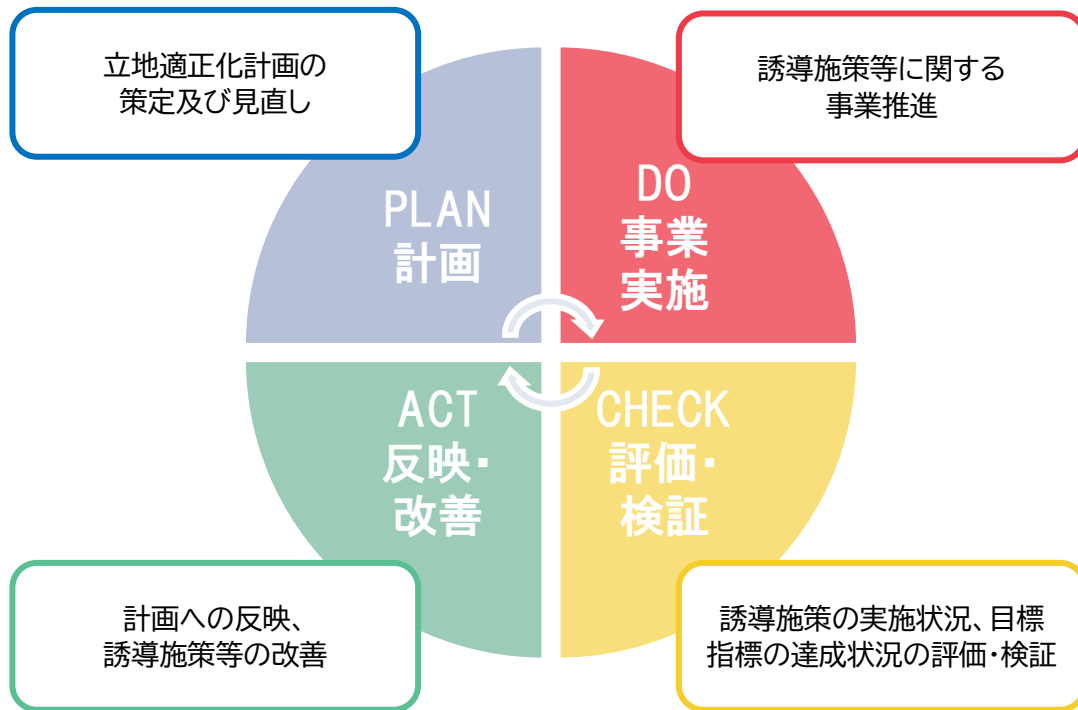 立地適正化計画の
策定及び見直し
誘導施策等に関する
事業推進
PLAN
計画
DO
事業
実施
ACT
反映・
改善
CHECK
評価・
検証
計画への反映、
誘導施策等の改善
誘導施策の実施状況、目標
指標の達成状況の評価・検証